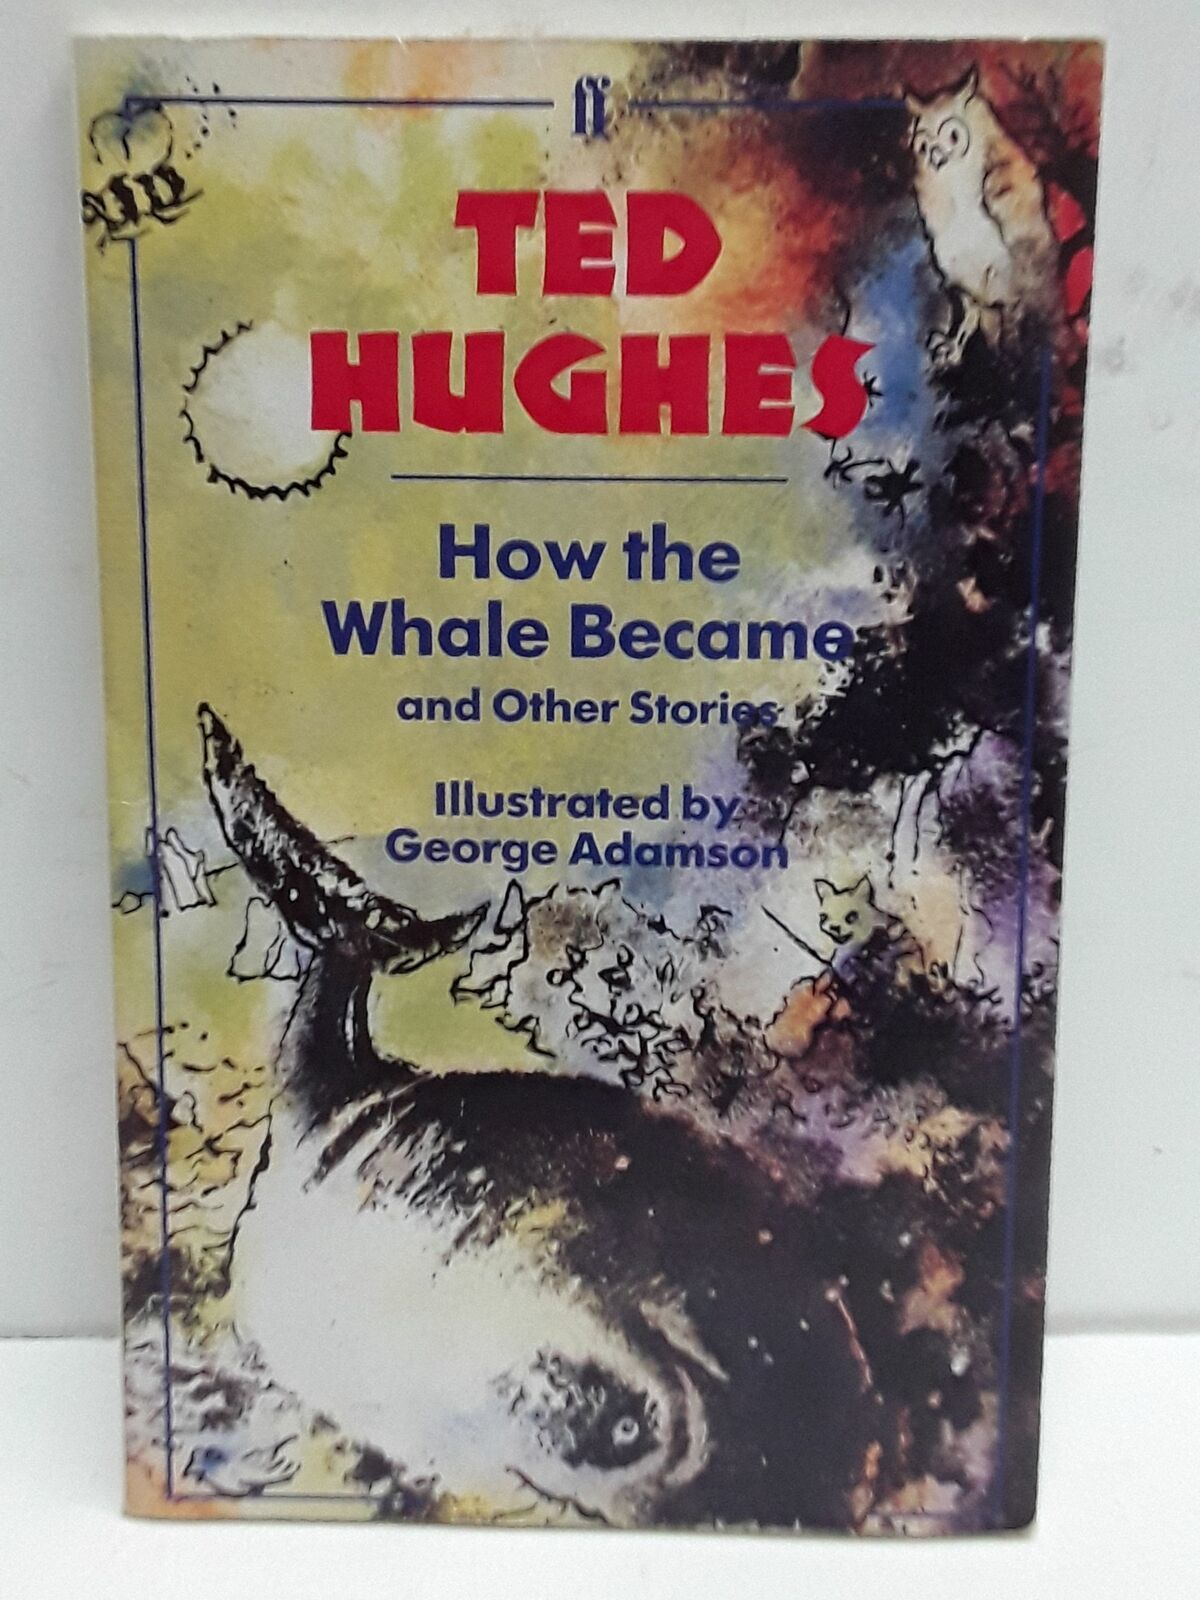 ff
TED
HUGHES
How the
Whale Became
and Other Stories
Illustrated by
George Adamson